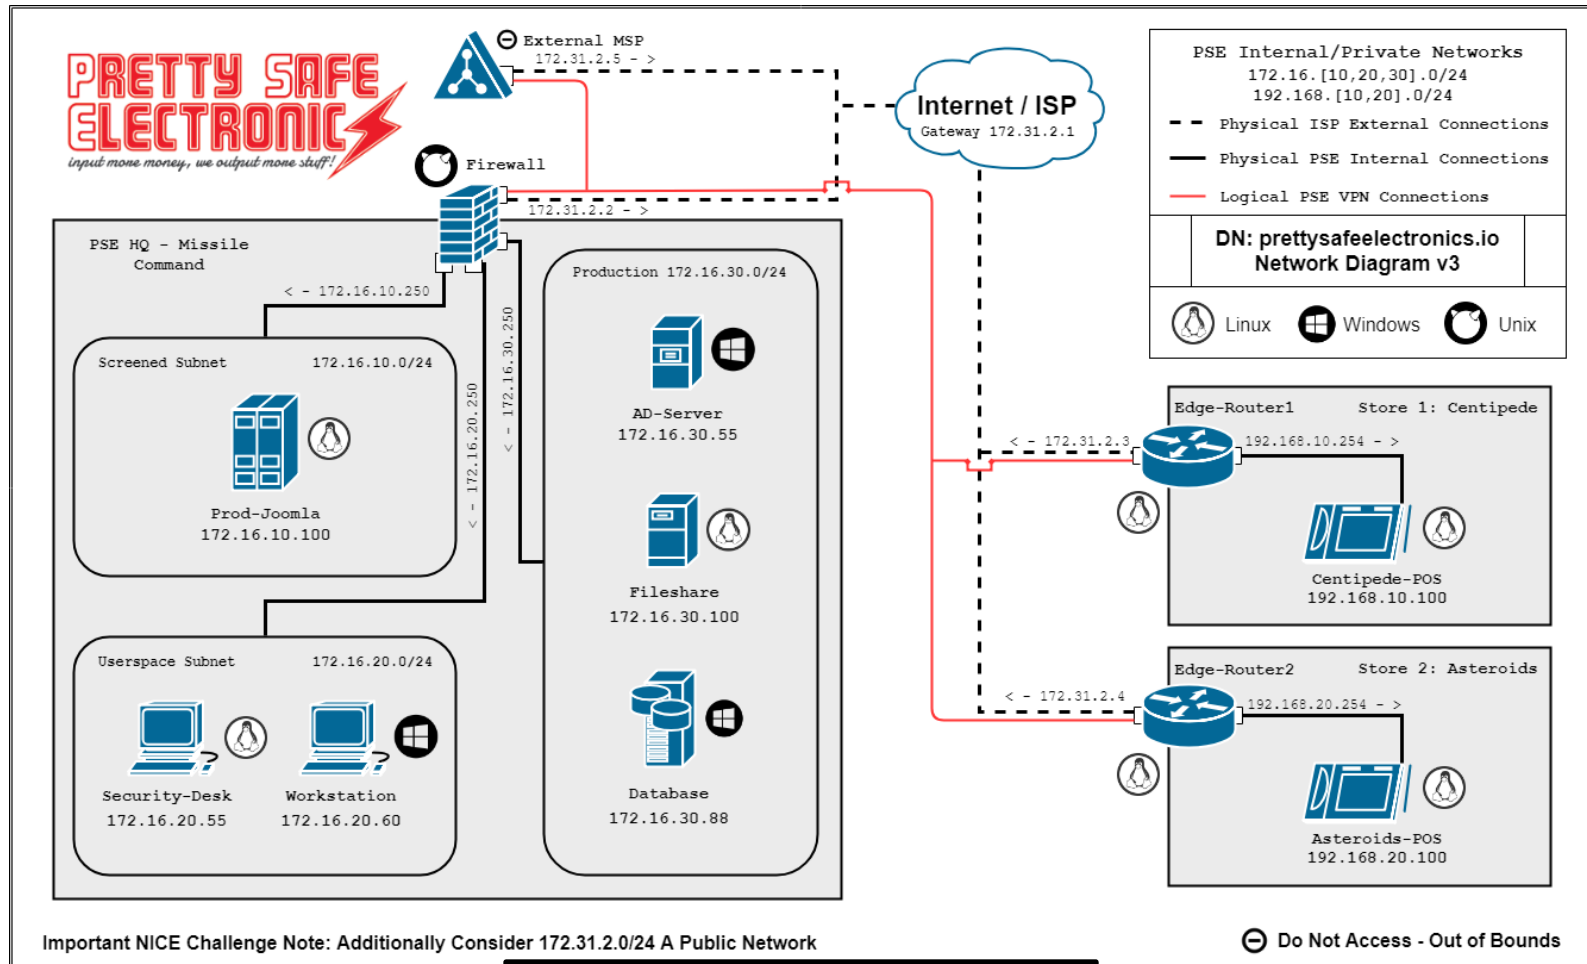 PRETTY SAFE
ELECTRONICS
input more money, we output more stuff!
External MSP
172.31.2.5 - >
Internet / ISP
Gateway 172.31.2.1
PSE Internal/Private Networks
172.16.[10,20,30].0/24
192.168.[10,20].0/24
Physical ISP External Connections
Physical PSE Internal Connections
Logical PSE VPN Connections
DN: prettysafeelectronics.io
Network Diagram v3
Linux
Windows
Unix
Firewall
172.31.2.2 - >
PSE HQ - Missile
Command
< - 172.16.10.250
< - 172.16.20.250
< - 172.16.30.250
Screened Subnet
172.16.10.0/24
Prod-Joomla
172.16.10.100
Userspace Subnet
172.16.20.0/24
Security-Desk
172.16.20.55
Workstation
172.16.20.60
Production 172.16.30.0/24
AD-Server
172.16.30.55
Fileshare
172.16.30.100
Database
172.16.30.88
Edge-Router1
Store 1: Centipede
< - 172.31.2.3
192.168.10.254 - >
Centipede-POS
192.168.10.100
Edge-Router2
Store 2: Asteroids
< - 172.31.2.4
192.168.20.254 - >
Asteroids-POS
192.168.20.100
Important NICE Challenge Note: Additionally Consider 172.31.2.0/24 A Public Network
Do Not Access - Out of Bounds